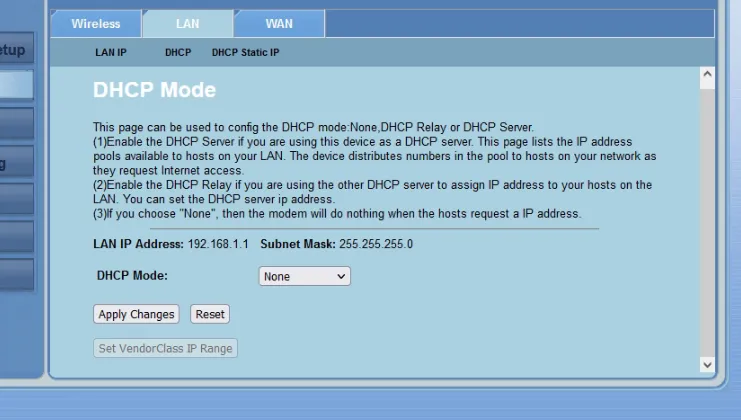 Wireless LAN WAN
LAN IP DHCP DHCP Static IP
etup
DHCP Mode
This page can be used to config the DHCP mode:None,DHCP Relay or DHCP Server.
(1)Enable the DHCP Server if you are using this device as a DHCP server. This page lists the IP address
pools available to hosts on your LAN. The device distributes numbers in the pool to hosts on your network as
they request Internet access.
(2)Enable the DHCP Relay if you are using the other DHCP server to assign IP address to your hosts on the
LAN. You can set the DHCP server ip address.
(3)If you choose "None", then the modem will do nothing when the hosts request a IP address.
g
LAN IP Address: 192.168.1.1 Subnet Mask: 255.255.255.0
DHCP Mode: None
Apply Changes Reset
Set VendorClass IP Range